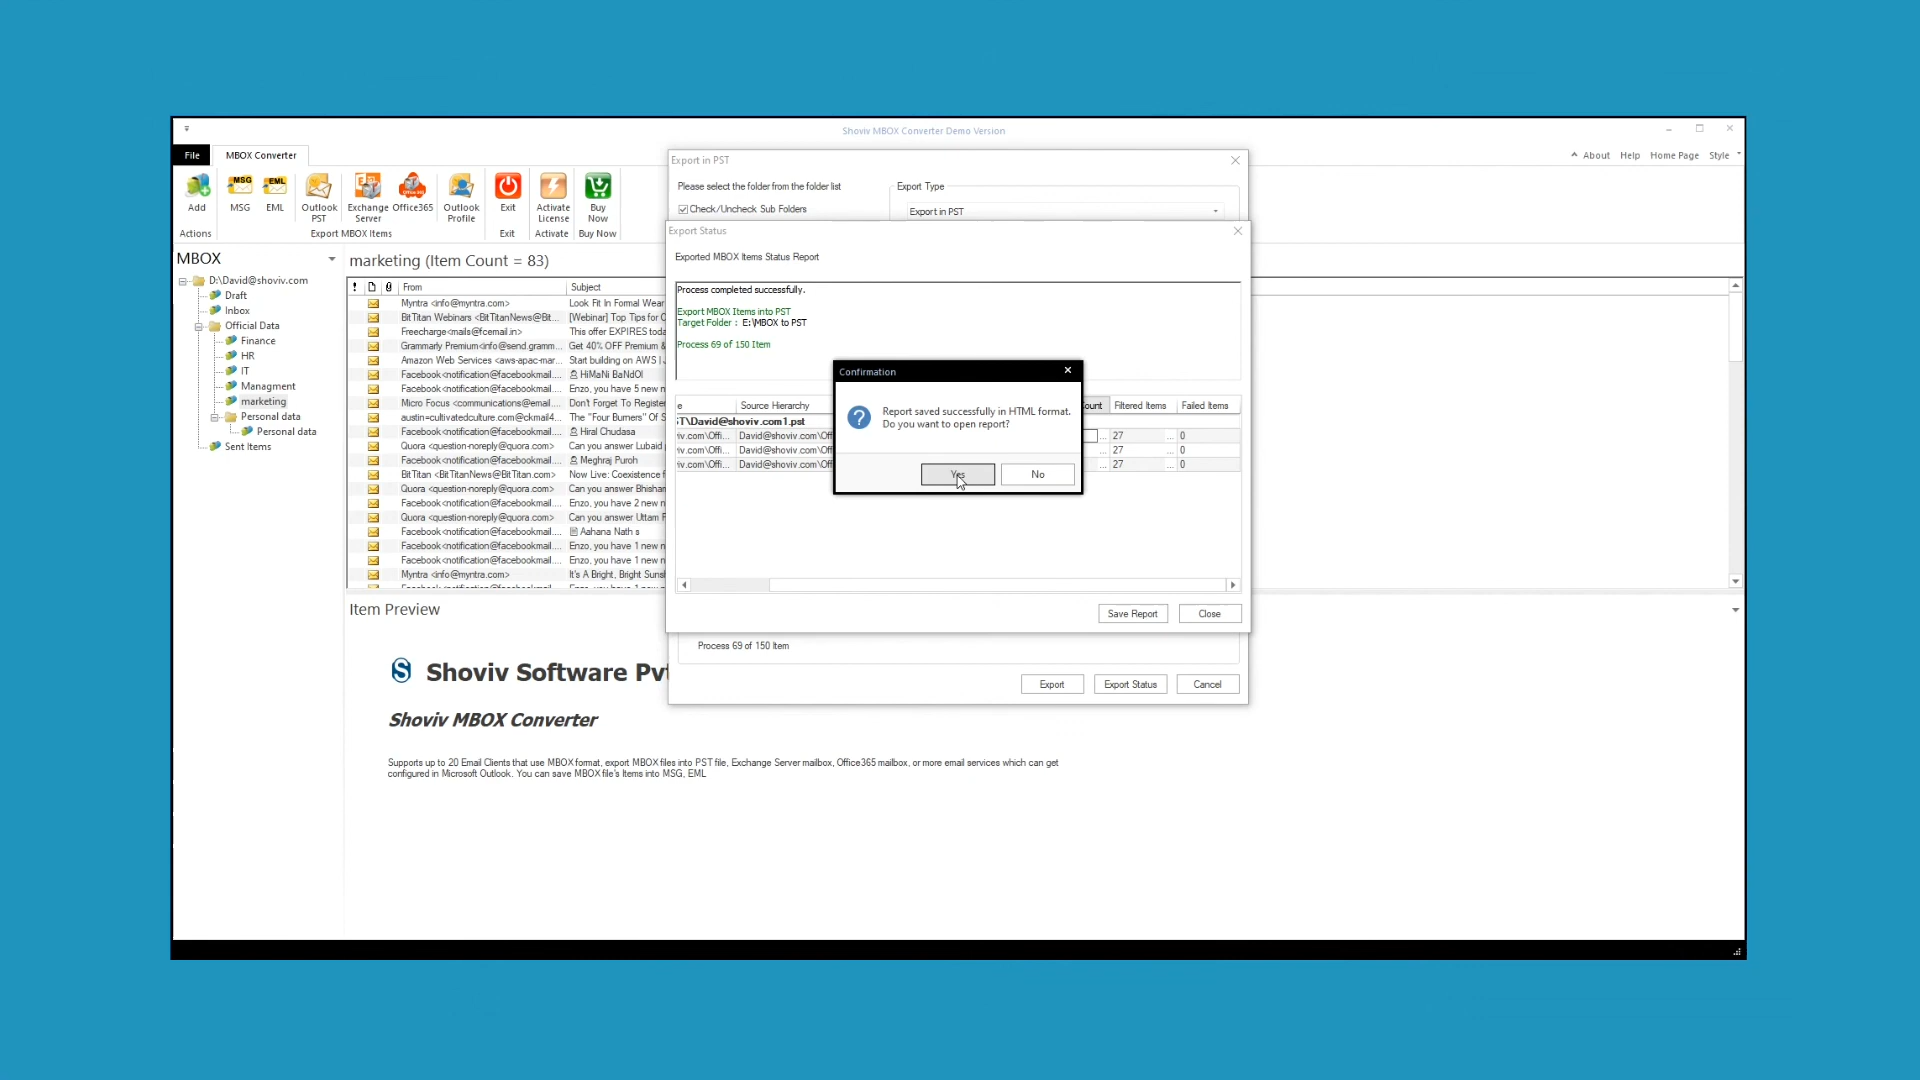 Shoviv MBOX Converter Demo Version
File
MBOX Converter
About
Help
Home Page
Style
Add
MSG
EML
Outlook PST
Exchange Server
Office365
Outlook Profile
Exit
Activate License
Buy Now
Actions
Export MBOX Items
Exit
Activate
Buy Now
MBOX
D:\David@shoviv.com
Draft
Inbox
Official Data
Finance
HR
IT
Managment
marketing
Personal data
Personal data
Sent Items
marketing (Item Count = 83)
! From Subject
Myntra <info@myntra.com> Look Fit In Formal Wear
BitTitan Webinars <BitTitanNews@Bit... [Webinar] Top Tips for
Freecharge<mails@fcemail.in> This offer EXPIRES toda
Grammarly Premium<info@send.gramm... Get 40% OFF Premium &
Amazon Web Services <aws-apac-mar... Start building on AWS |
Facebook<notification@facebookmail.... HiMaNi BaNdOl
Facebook<notification@facebookmail.... Enzo, you have 5 new n
Micro Focus <communications@email.... Don't Forget To Register
austin=cultivatedculture.com@ckmail4... The "Four Burners" Of S
Facebook<notification@facebookmail.... Hiral Chudasa
Quora <question-noreply@quora.com> Can you answer Lubaid
Facebook<notification@facebookmail.... Meghraj Puroh
BitTitan <BitTitanNews@BitTitan.com> Now Live: Coexistence f
Quora <question-noreply@quora.com> Can you answer Bhishan
Facebook<notification@facebookmail.... Enzo, you have 2 new n
Quora <question-noreply@quora.com> Can you answer Uttam
Facebook<notification@facebookmail.... Aahana Nath s
Facebook<notification@facebookmail.... Enzo, you have 1 new n
Facebook<notification@facebookmail.... Enzo, you have 1 new n
Myntra <info@myntra.com> It's A Bright, Bright Suns
Export in PST
Please select the folder from the folder list
Export Type
Check/Uncheck Sub Folders
Export in PST
Export Status
Exported MBOX Items Status Report
Process completed successfully.
Export MBOX Items into PST
Target Folder : E:\MBOX to PST
Process 69 of 150 Item
e Source Hierarchy ount Filtered Items Failed Items
T\David@shoviv.com1.pst
iv.com\Offi... David@shoviv.com\Off ... 27 ... 0
iv.com\Offi... David@shoviv.com\Off ... 27 ... 0
iv.com\Offi... David@shoviv.com\Off ... 27 ... 0
Confirmation
Report saved successfully in HTML format.
Do you want to open report?
Yes
No
Save Report
Close
Process 69 of 150 Item
Export
Export Status
Cancel
Item Preview
Shoviv Software Pv
Shoviv MBOX Converter
Supports up to 20 Email Clients that use MBOX format, export MBOX files into PST file, Exchange Server mailbox, Office365 mailbox, or more email services which can get
configured in Microsoft Outlook. You can save MBOX file's Items into MSG, EML